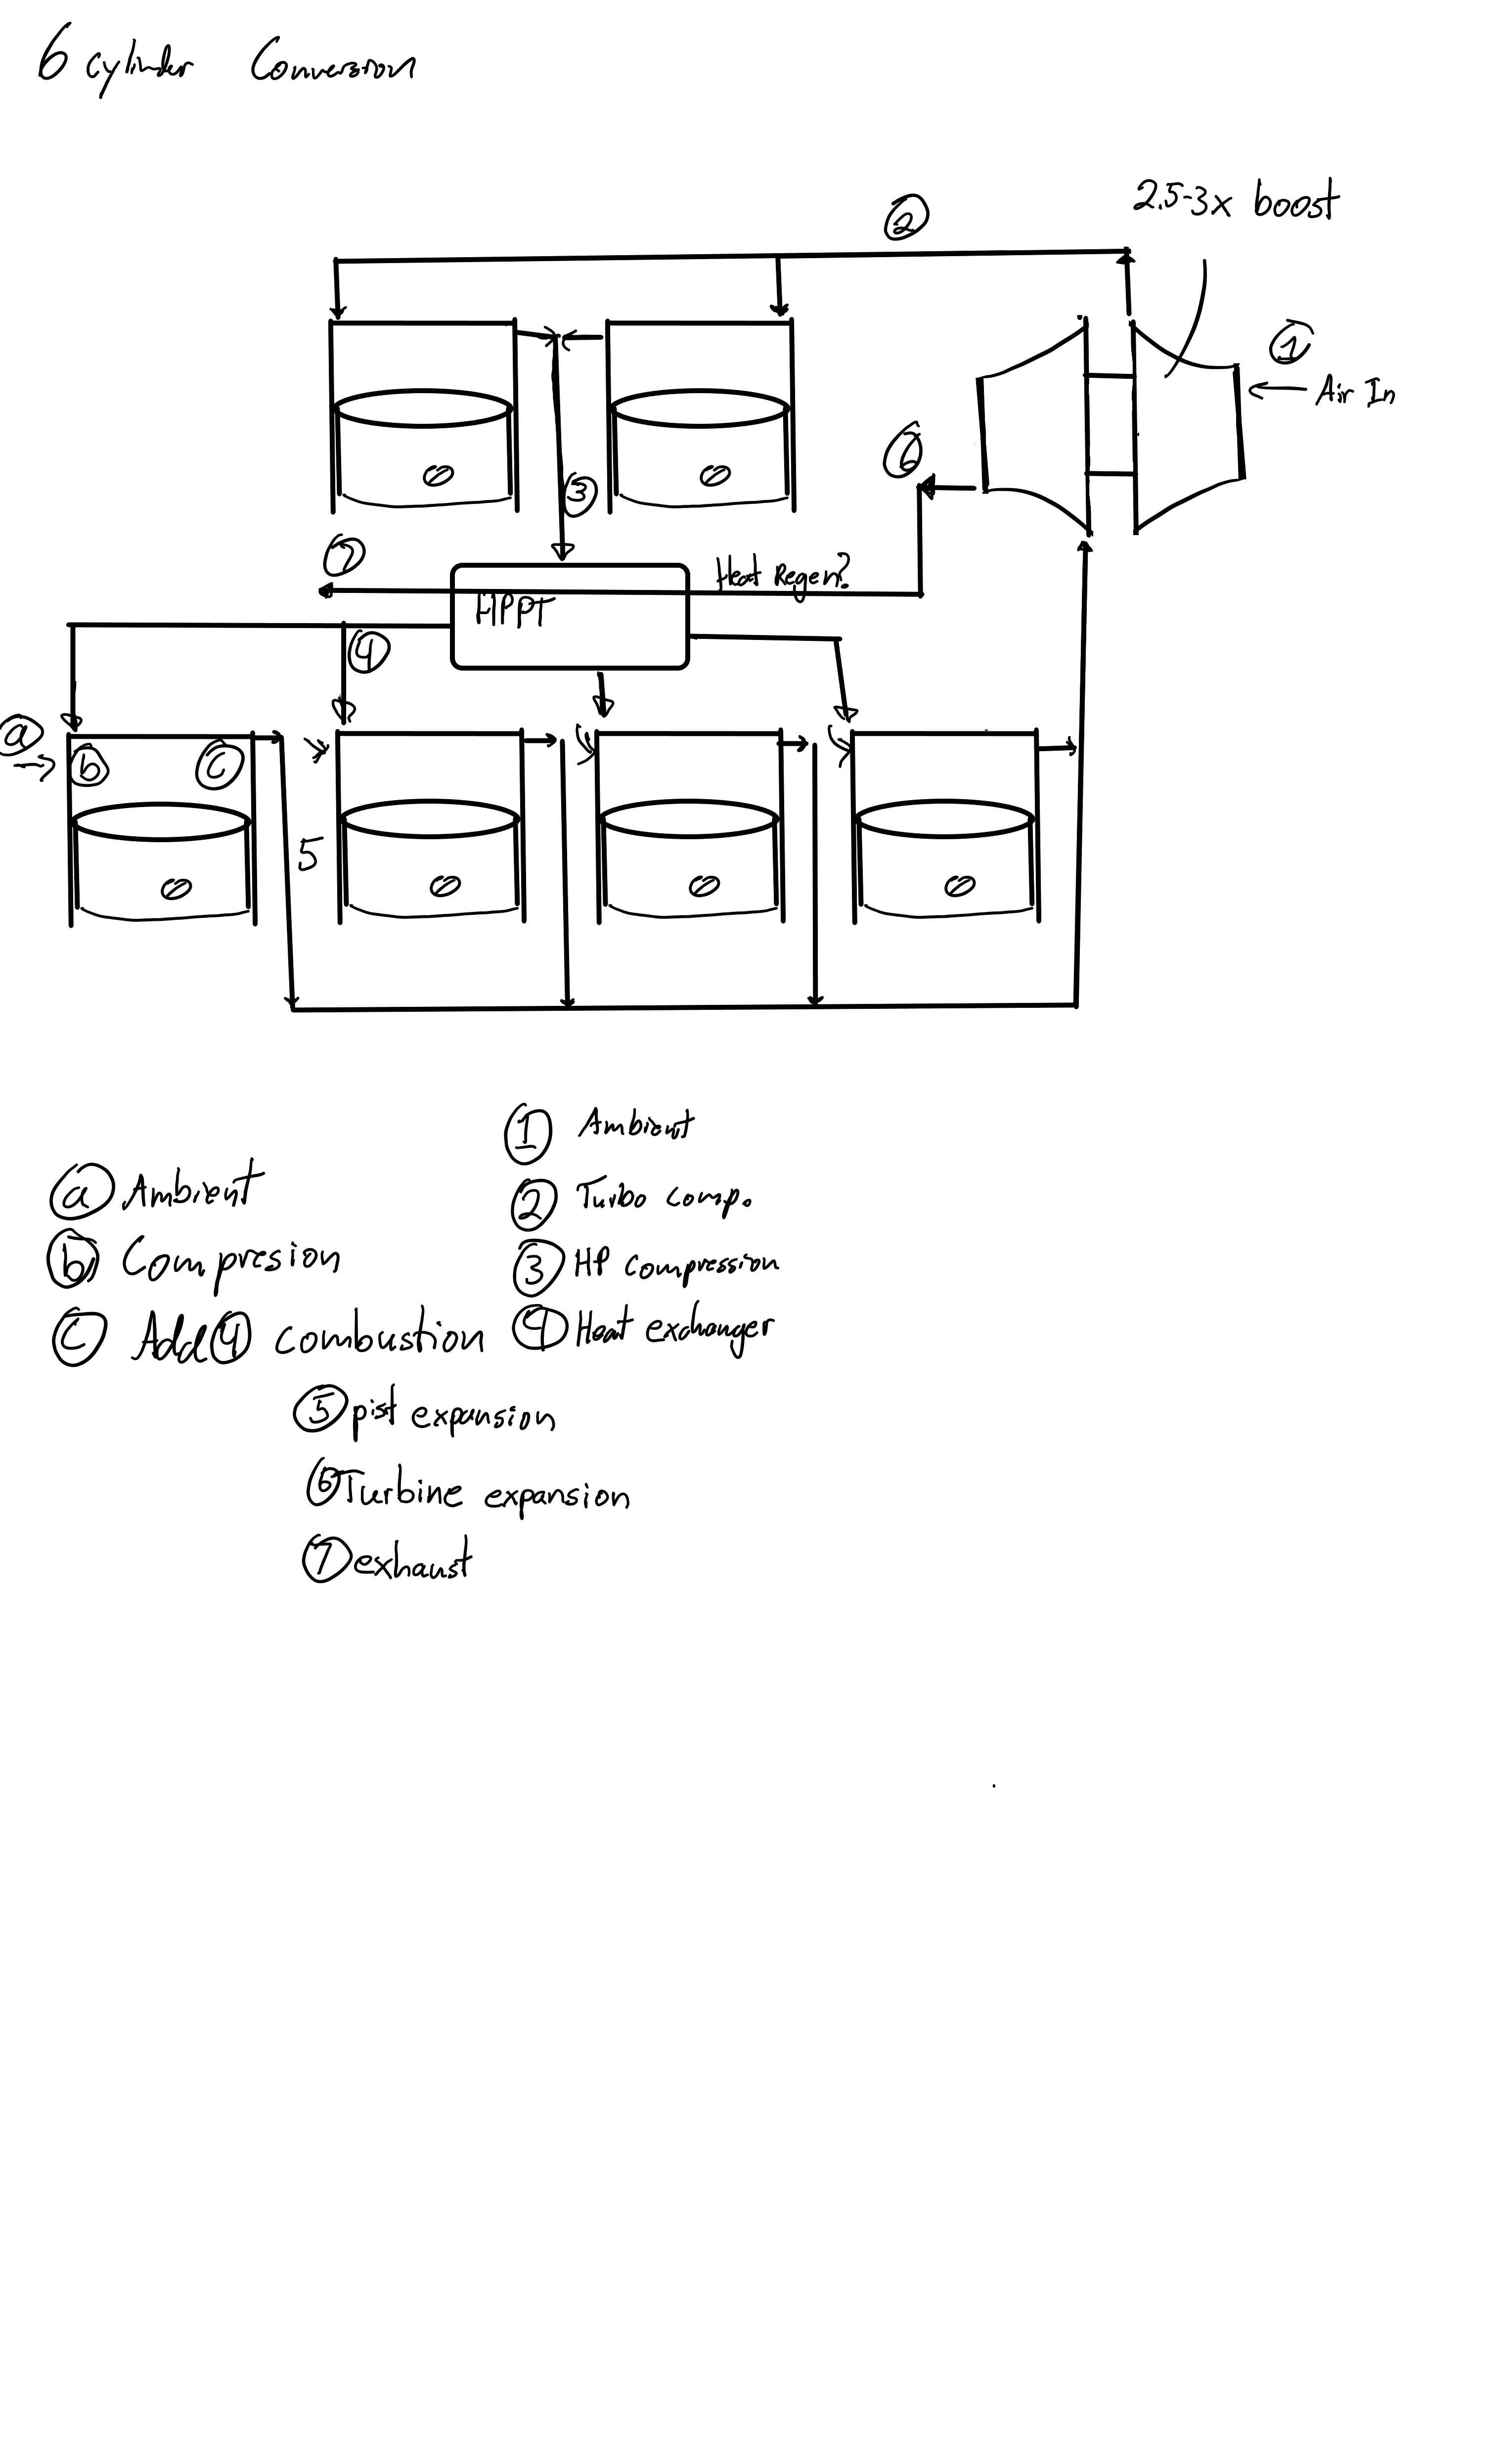 6 cylinder Conversion
2.5-3x boost
2
1
Air In
6
3
7
Heat Regen?
HPPT
4
a
b
c
5
1 Ambient
a Ambient
2 Turbo comp.
b Compresion
3 HP compression
c Add 4 combustion
4 Heat exchanger
5 pist expansion
6 Turbine expansion
7 exhaust